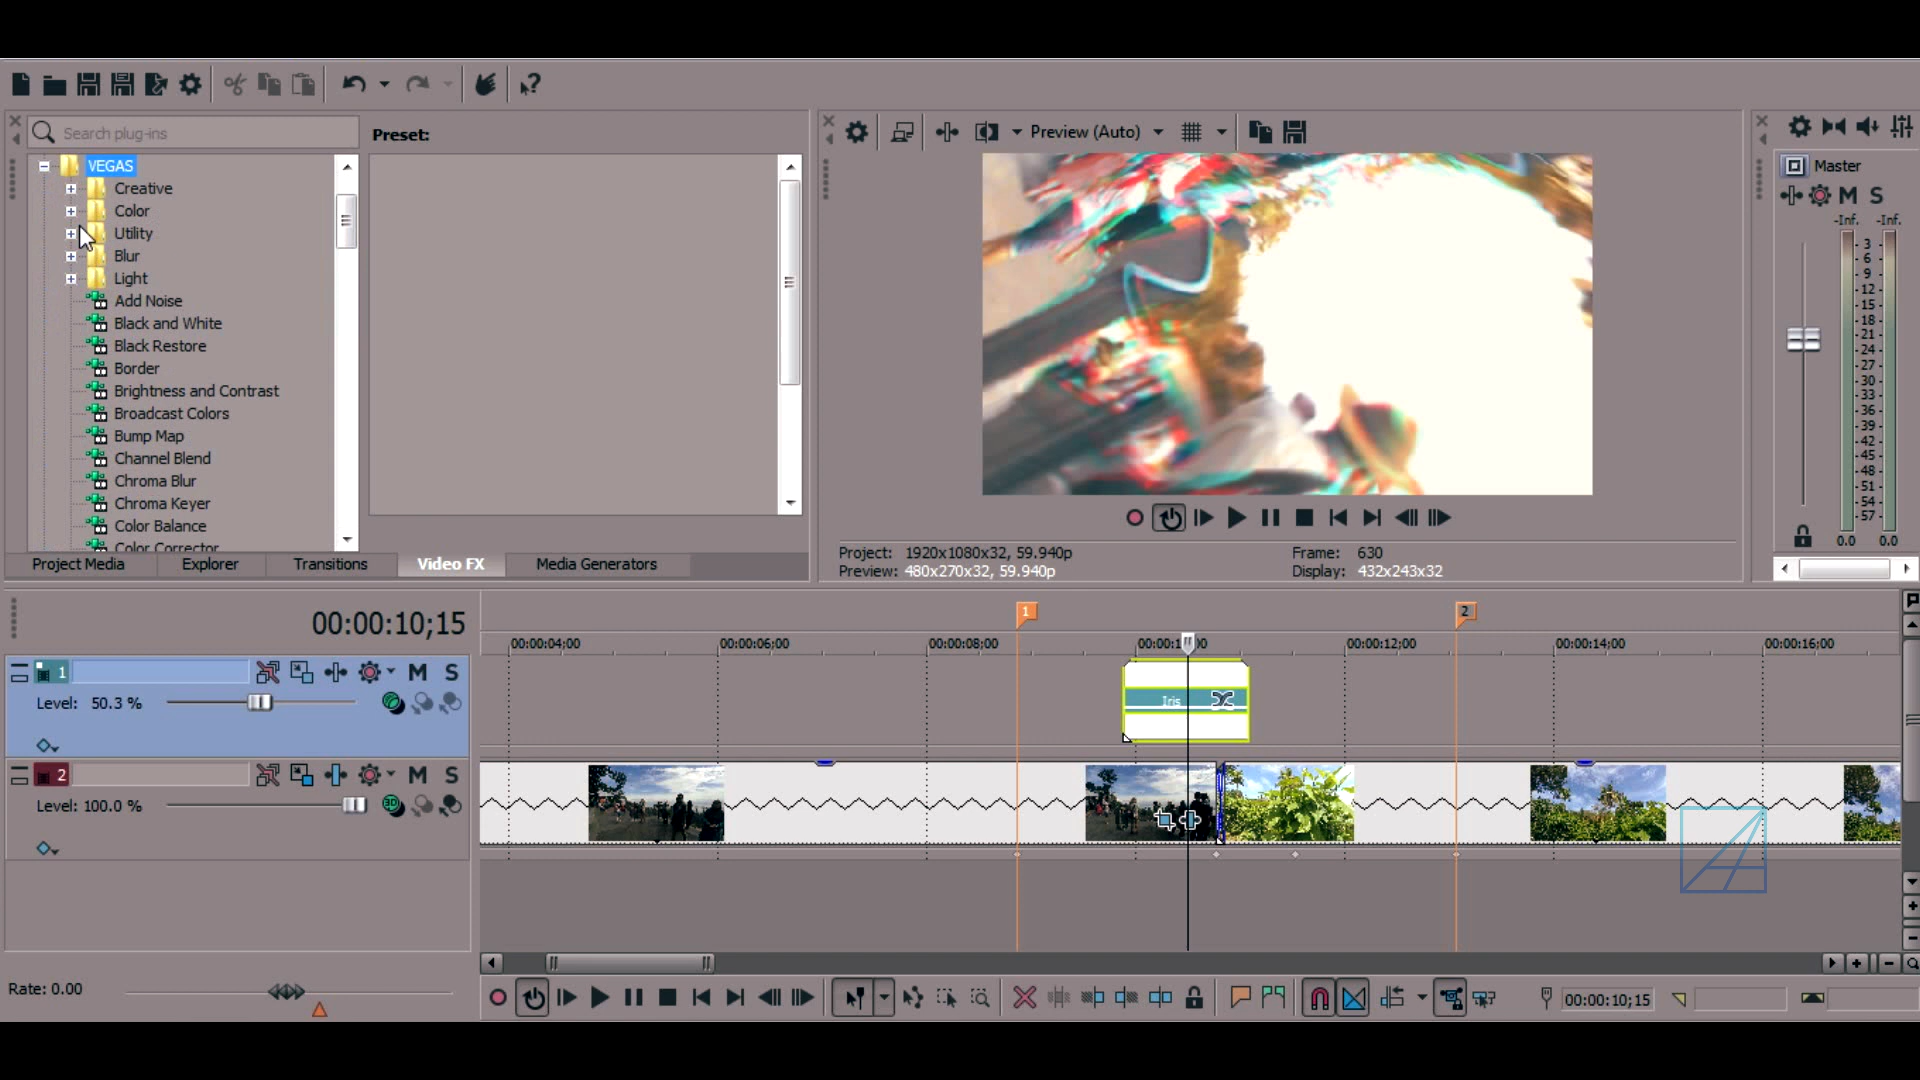 Search plug-ins
Preset:
Preview (Auto)
Master
M S
-Inf. -Inf.
VEGAS
Creative
Color
Utility
Blur
Light
Add Noise
Black and White
Black Restore
Border
Brightness and Contrast
Broadcast Colors
Bump Map
Channel Blend
Chroma Blur
Chroma Keyer
Color Balance
Color Corrector
3
6
9
12
15
18
21
24
27
30
33
36
39
42
45
48
51
54
57
0.0 0.0
Project Media
Explorer
Transitions
Video FX
Media Generators
Project: 1920x1080x32, 59.940p
Preview: 480x270x32, 59.940p
Frame: 630
Display: 432x243x32
00:00:10;15
1
2
00:00:04;00
00:00:06;00
00:00:08;00
00:00:12;00
00:00:14;00
00:00:16;00
1
M S
Level: 50.3 %
Iris
2
M S
Level: 100.0 %
3D
Rate: 0.00
00:00:10;15